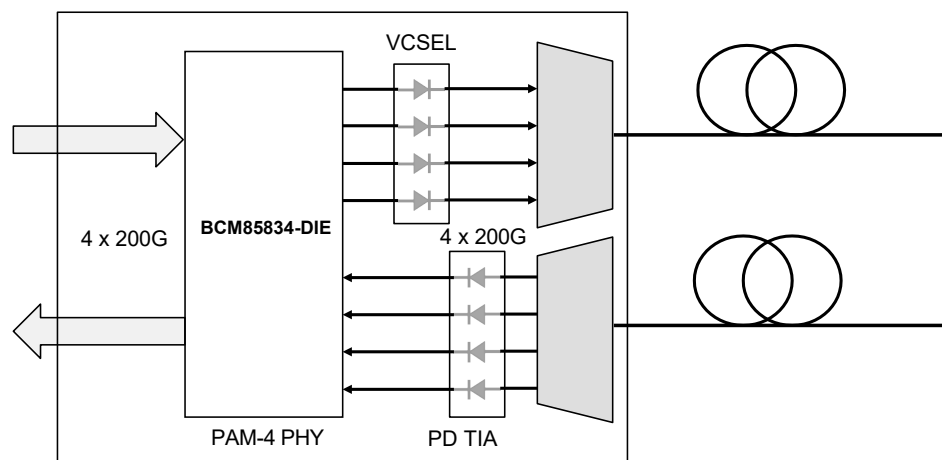 VCSEL
4 x 200G
BCM85834-DIE
4 x 200G
PAM-4 PHY
PD TIA